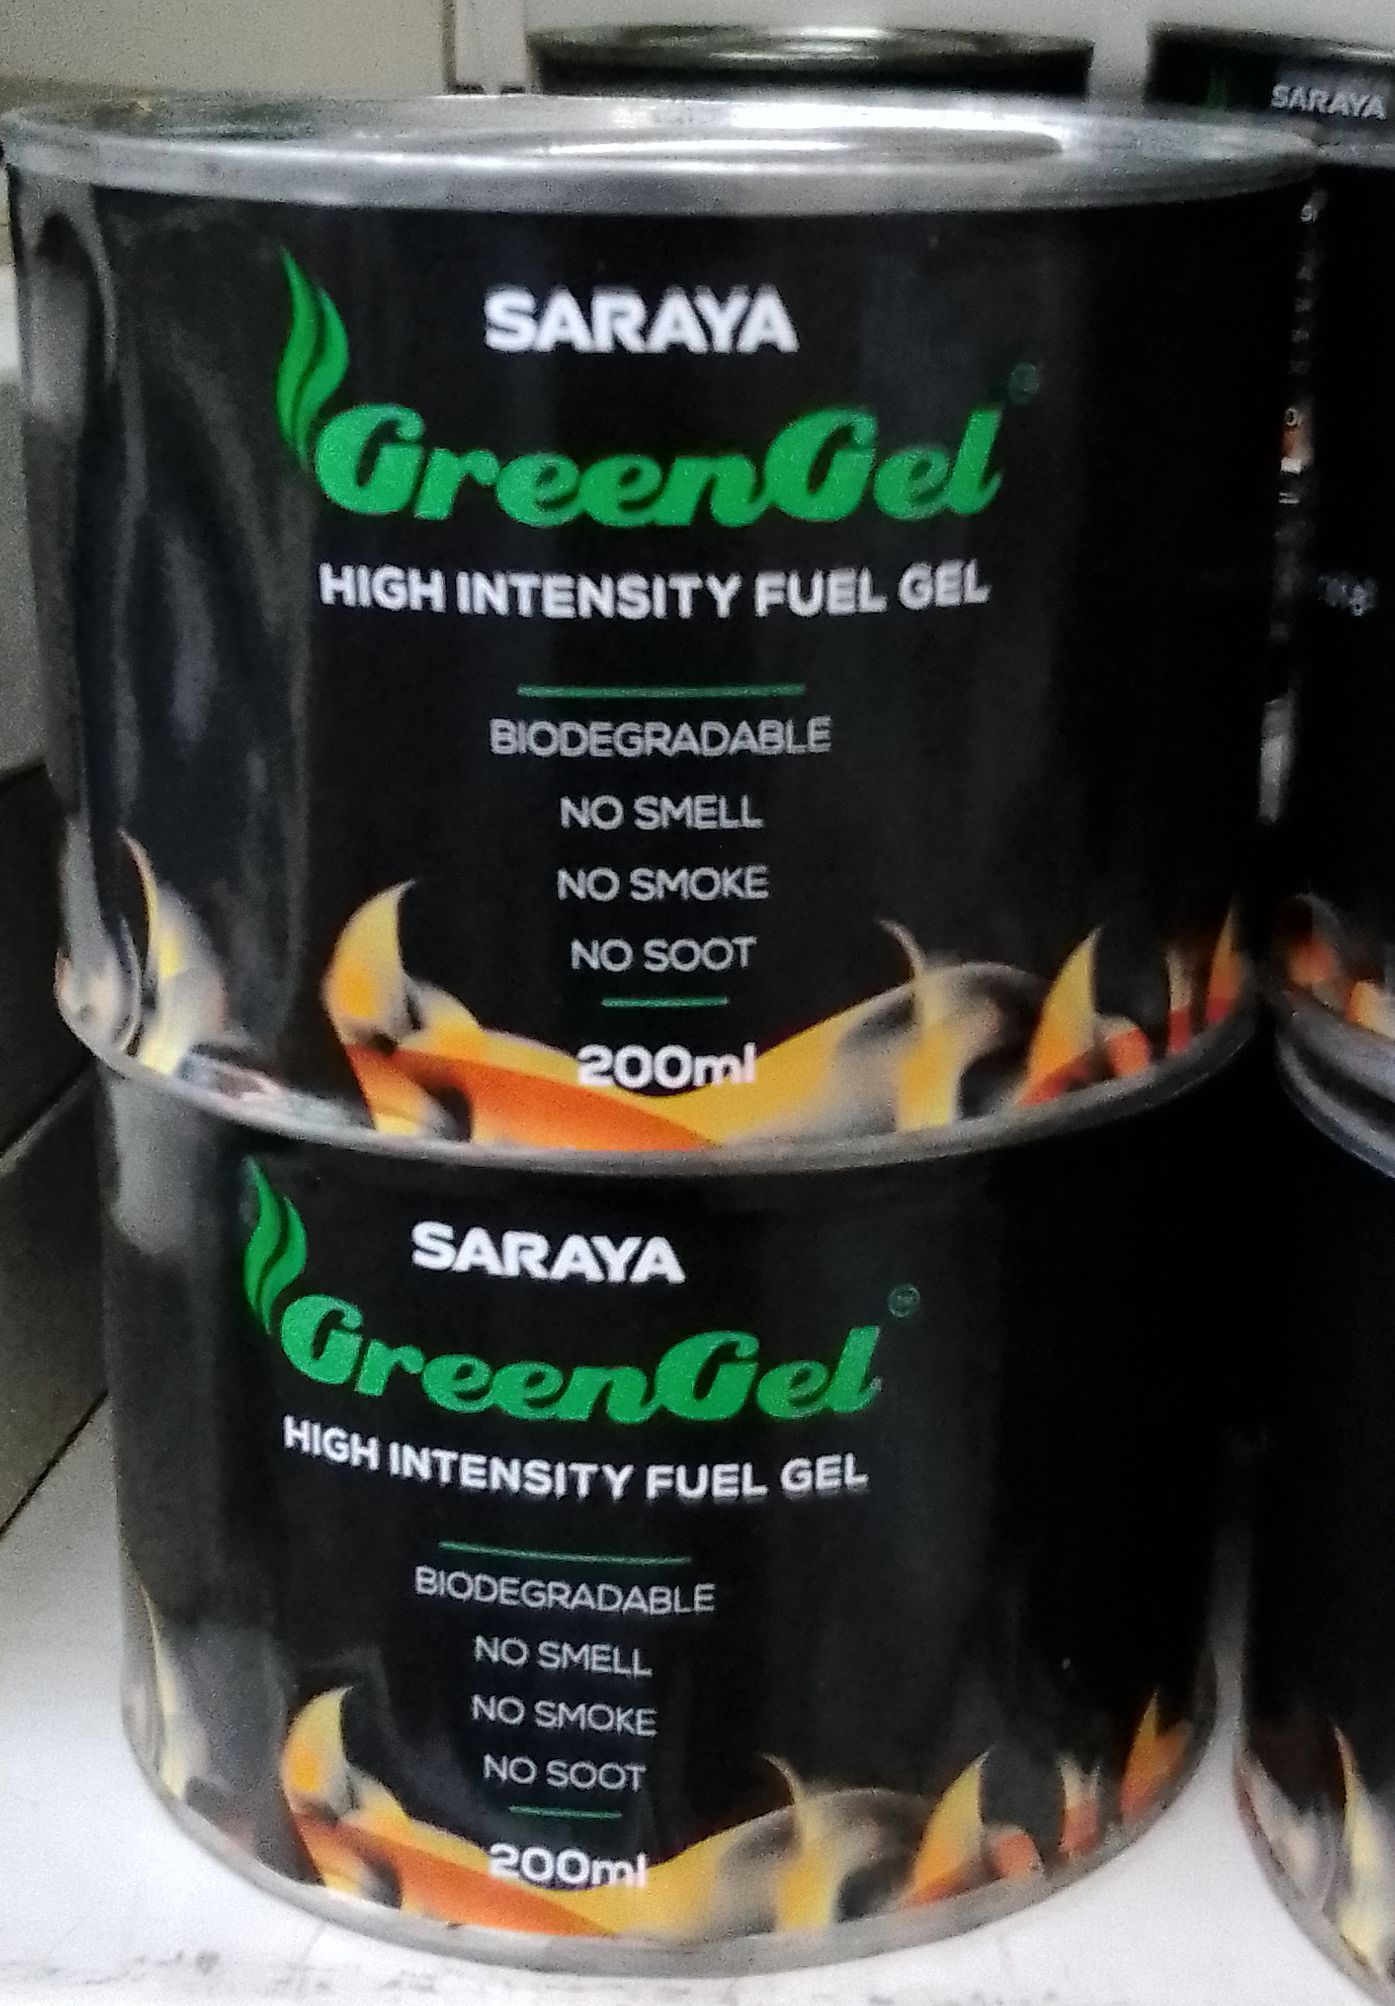 SARAYA
SARAYA
GreenGel®
HIGH INTENSITY FUEL GEL
BIODEGRADABLE
NO SMELL
NO SMOKE
NO SOOT
200ml
SARAYA
GreenGel®
HIGH INTENSITY FUEL GEL
BIODEGRADABLE
NO SMELL
NO SMOKE
NO SOOT
200ml